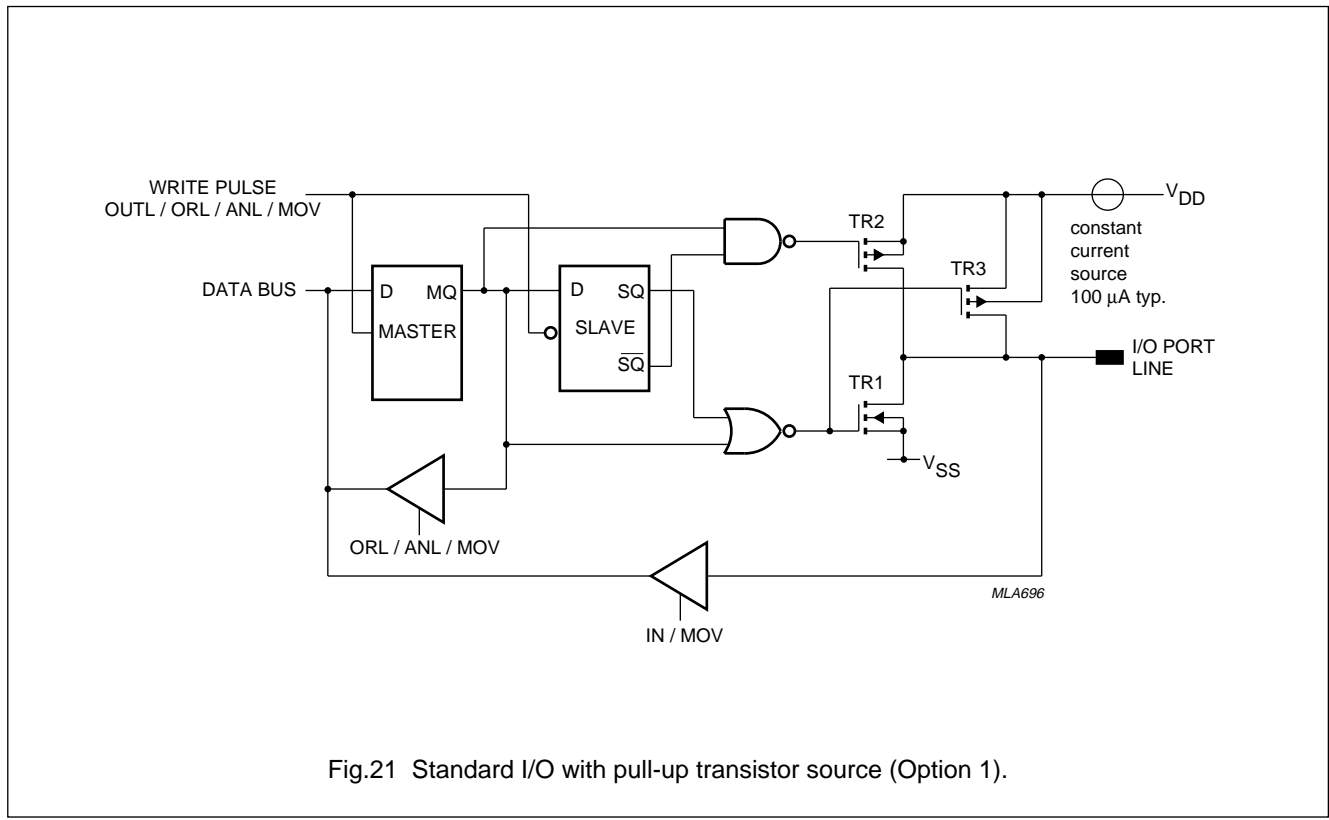 WRITE PULSE
OUTL / ORL / ANL / MOV
DATA BUS
D
MQ
MASTER
D
SQ
SLAVE
SQ
TR2
TR3
TR1
VDD
constant
current
source
100 µA typ.
I/O PORT
LINE
VSS
ORL / ANL / MOV
IN / MOV
MLA696
Fig.21 Standard I/O with pull-up transistor source (Option 1).